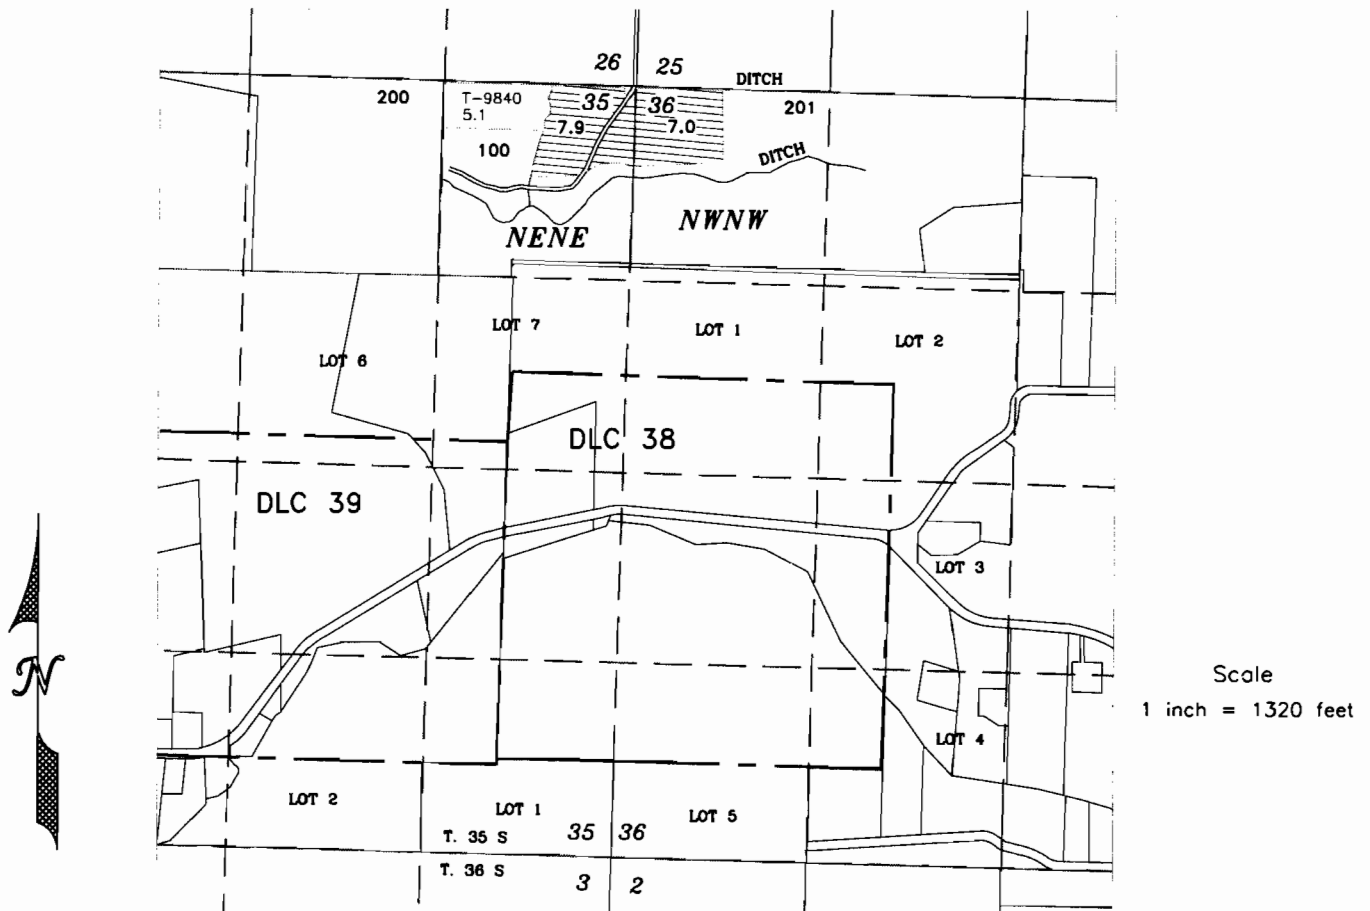 26 25
DITCH
200
T-9840
5.1
35 36
201
7.9
7.0
100
DITCH
NENE
NWNW
LOT 7
LOT 1
LOT 2
LOT 6
DLC 38
DLC 39
LOT 3
N
Scale
1 inch = 1320 feet
LOT 4
LOT 2
LOT 1
LOT 5
T. 35 S
35 36
T. 36 S
3 2